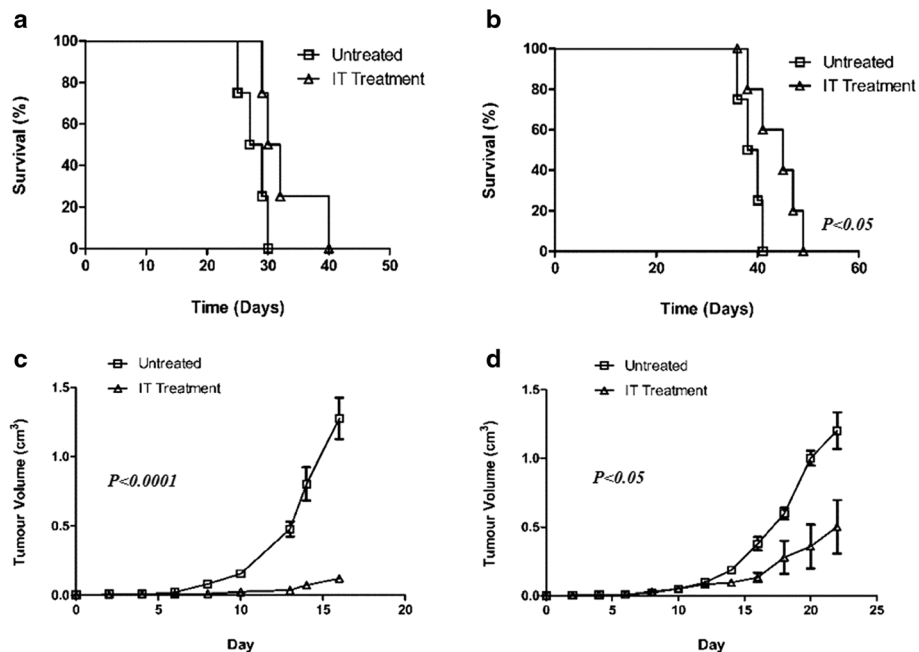 a
100
80
60
40
20
0
Survival (%)
0 10 20 30 40 50
Time (Days)
Untreated
IT Treatment
b
100
80
60
40
20
0
Survival (%)
0 20 40 60
Time (Days)
Untreated
IT Treatment
P<0.05
c
Untreated
IT Treatment
1.5
1.0
0.5
0.0
Tumour Volume (cm³)
P<0.0001
0 5 10 15 20
Day
d
Untreated
IT Treatment
1.5
1.0
0.5
0.0
Tumour Volume (cm³)
P<0.05
0 5 10 15 20 25
Day